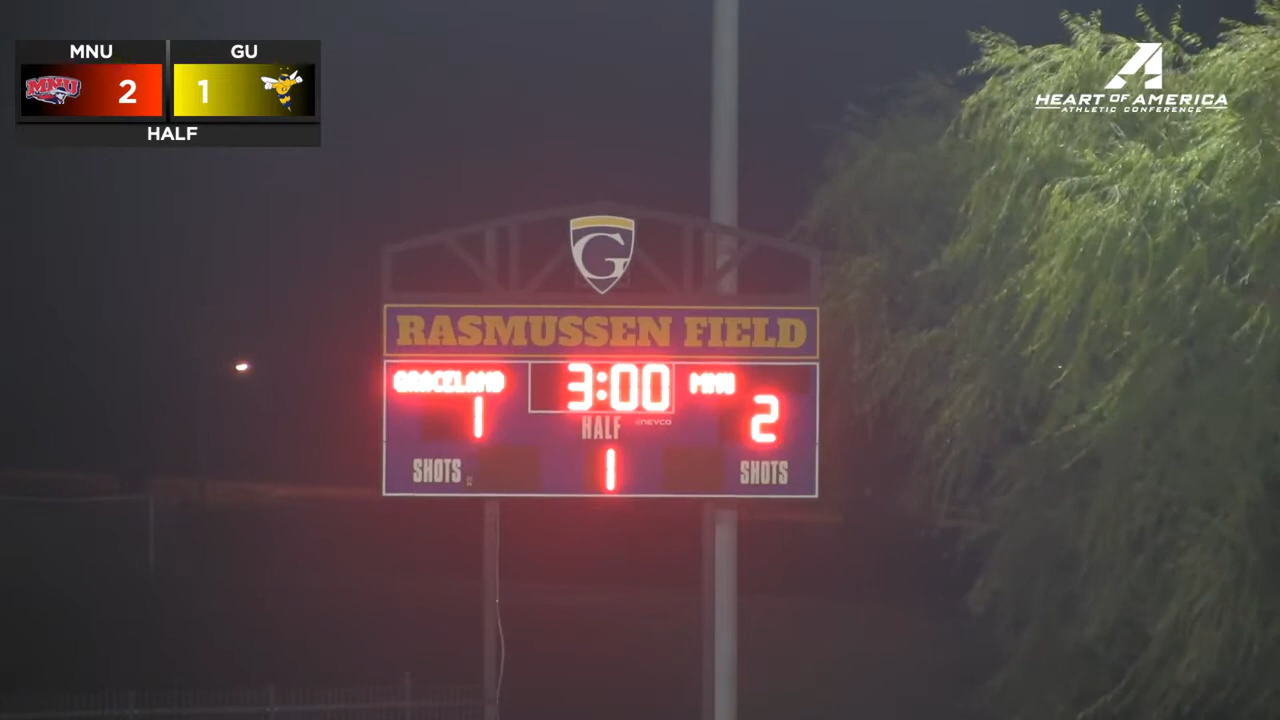 MNU GU
MNU 2 1
HALF
HEART OF AMERICA
ATHLETIC CONFERENCE
G
RASMUSSEN FIELD
GRACELAND 3:00 MNU
1 2
HALF @NEVCO
SHOTS 1 SHOTS